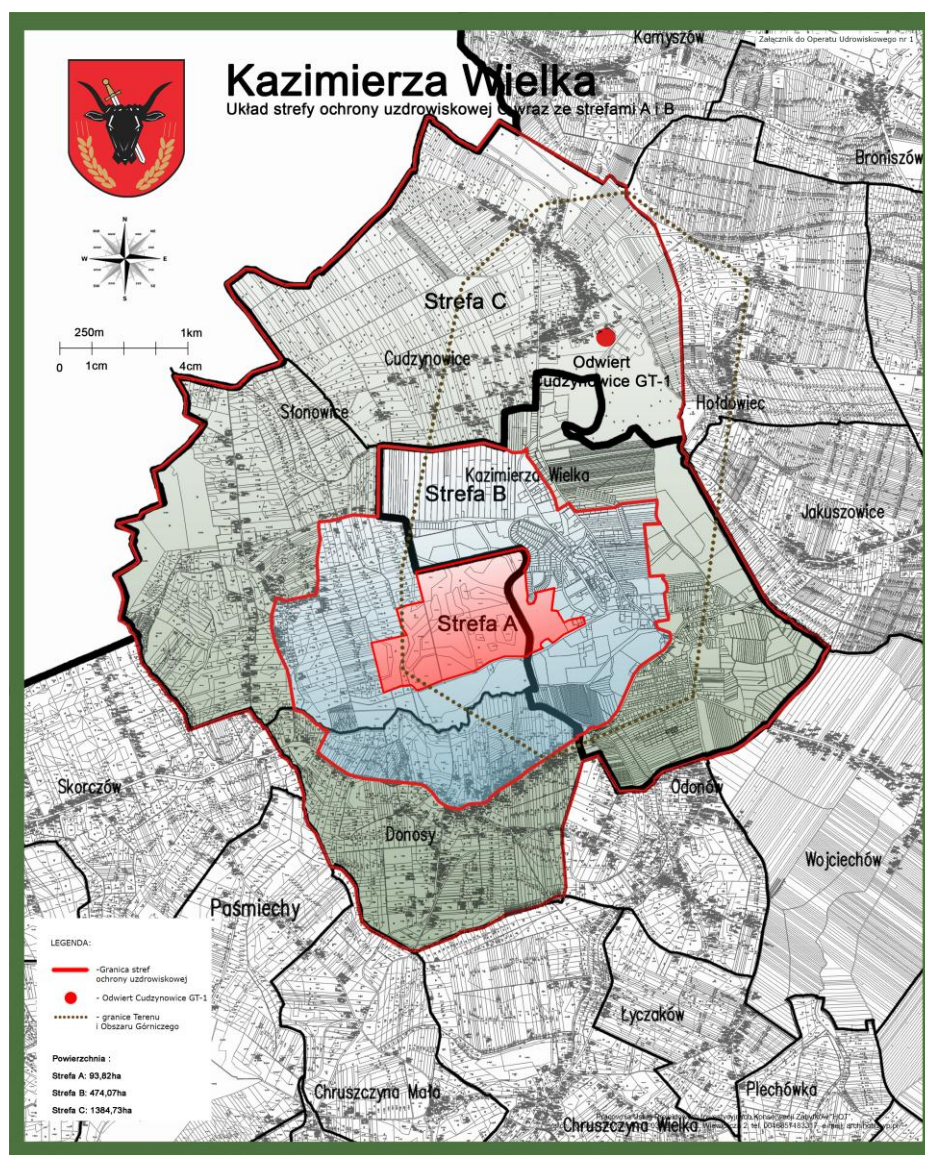 Załącznik do Operatu Udrowiskowego nr 1
Kamyszów
Kazimierza Wielka
Układ strefy ochrony uzdrowiskowej C wraz ze strefami A i B
Broniszów
N
W
E
S
250m
1km
0
1cm
4cm
Strefa C
Cudzynowice
Odwiert
Cudzynowice GT-1
Słonowice
Hołdowiec
Kazimierza Wielka
Strefa B
Jakuszowice
Strefa A
Skorczów
Odonów
Donosy
Wojciechów
Paśmiechy
LEGENDA:
-Granica stref
ochrony uzdrowiskowej
- Odwiert Cudzynowice GT-1
- granice Terenu
i Obszaru Górniczego
Powierzchnia :
Strefa A: 93,82ha
Strefa B: 474,07ha
Strefa C: 1384,73ha
Łyczaków
Chruszczyna Mała
Plechówka
Chruszczyna Wielka